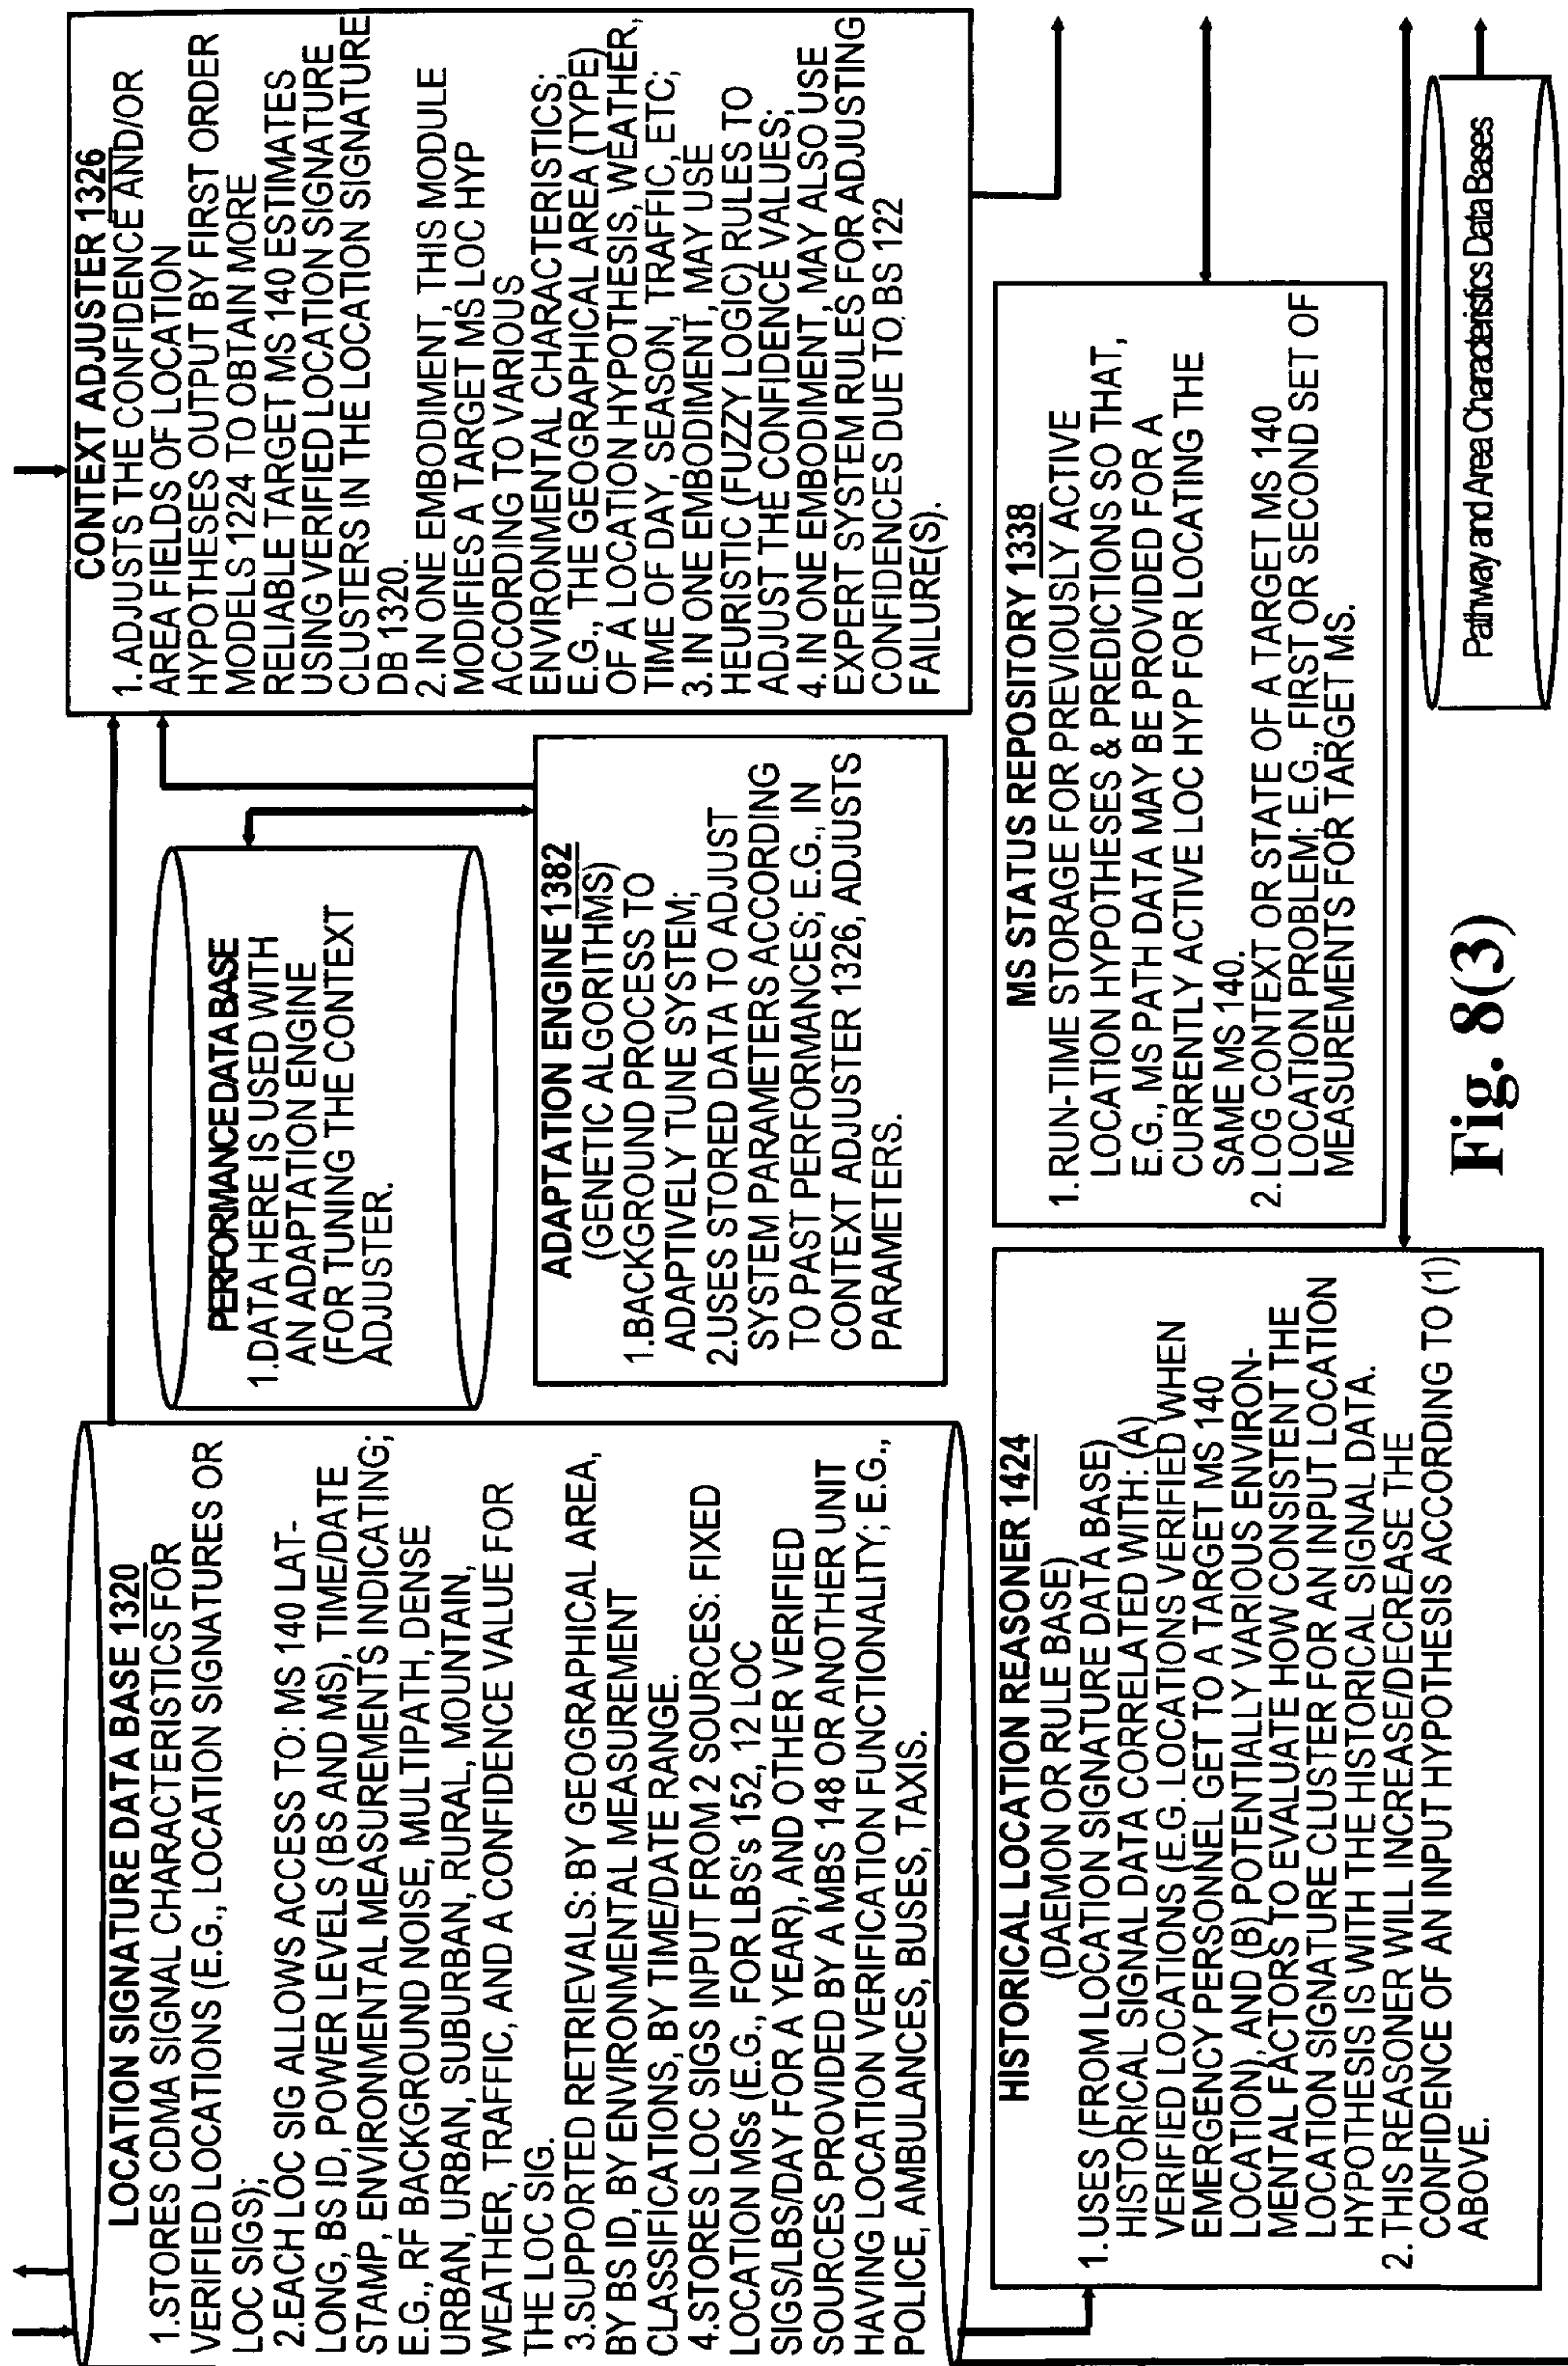 LOCATION SIGNATURE DATA BASE 1320
1.STORES CDMA SIGNAL CHARACTERISTICS FOR
VERIFIED LOCATIONS (E.G., LOCATION SIGNATURES OR
LOC SIGS);
2.EACH LOC SIG ALLOWS ACCESS TO: MS 140 LAT-
LONG, BS ID, POWER LEVELS (BS AND MS), TIME/DATE
STAMP, ENVIRONMENTAL MEASUREMENTS INDICATING;
E.G., RF BACKGROUND NOISE, MULTIPATH, DENSE
URBAN, URBAN, SUBURBAN, RURAL, MOUNTAIN,
WEATHER, TRAFFIC, AND A CONFIDENCE VALUE FOR
THE LOC SIG.
3.SUPPORTED RETRIEVALS: BY GEOGRAPHICAL AREA,
BY BS ID, BY ENVIRONMENTAL MEASUREMENT
CLASSIFICATIONS, BY TIME/DATE RANGE.
4.STORES LOC SIGS INPUT FROM 2 SOURCES: FIXED
LOCATION MSs (E.G., FOR LBS's 152, 12 LOC
SIGS/LBS/DAY FOR A YEAR), AND OTHER VERIFIED
SOURCES PROVIDED BY A MBS 148 OR ANOTHER UNIT
HAVING LOCATION VERIFICATION FUNCTIONALITY; E.G.,
POLICE, AMBULANCES, BUSES, TAXIS.
PERFORMANCE DATA BASE
1.DATA HERE IS USED WITH
AN ADAPTATION ENGINE
(FOR TUNING THE CONTEXT
ADJUSTER.
ADAPTATION ENGINE 1382
(GENETIC ALGORITHMS)
1.BACKGROUND PROCESS TO
ADAPTIVELY TUNE SYSTEM;
2.USES STORED DATA TO ADJUST
SYSTEM PARAMETERS ACCORDING
TO PAST PERFORMANCES; E.G., IN
CONTEXT ADJUSTER 1326, ADJUSTS
PARAMETERS.
CONTEXT ADJUSTER 1326
1. ADJUSTS THE CONFIDENCE AND/OR
AREA FIELDS OF LOCATION
HYPOTHESES OUTPUT BY FIRST ORDER
MODELS 1224 TO OBTAIN MORE
RELIABLE TARGET MS 140 ESTIMATES
USING VERIFIED LOCATION SIGNATURE
CLUSTERS IN THE LOCATION SIGNATURE
DB 1320.
2. IN ONE EMBODIMENT, THIS MODULE
MODIFIES A TARGET MS LOC HYP
ACCORDING TO VARIOUS
ENVIRONMENTAL CHARACTERISTICS;
E.G., THE GEOGRAPHICAL AREA (TYPE)
OF A LOCATION HYPOTHESIS, WEATHER,
TIME OF DAY, SEASON, TRAFFIC, ETC;
3. IN ONE EMBODIMENT, MAY USE
HEURISTIC (FUZZY LOGIC) RULES TO
ADJUST THE CONFIDENCE VALUES;
4. IN ONE EMBODIMENT, MAY ALSO USE
EXPERT SYSTEM RULES FOR ADJUSTING
CONFIDENCES DUE TO BS 122
FAILURE(S).
HISTORICAL LOCATION REASONER 1424
(DAEMON OR RULE BASE)
1. USES (FROM LOCATION SIGNATURE DATA BASE)
HISTORICAL SIGNAL DATA CORRELATED WITH: (A)
VERIFIED LOCATIONS (E.G. LOCATIONS VERIFIED WHEN
EMERGENCY PERSONNEL GET TO A TARGET MS 140
LOCATION), AND (B) POTENTIALLY VARIOUS ENVIRON-
MENTAL FACTORS TO EVALUATE HOW CONSISTENT THE
LOCATION SIGNATURE CLUSTER FOR AN INPUT LOCATION
HYPOTHESIS IS WITH THE HISTORICAL SIGNAL DATA.
2. THIS REASONER WILL INCREASE/DECREASE THE
CONFIDENCE OF AN INPUT HYPOTHESIS ACCORDING TO (1)
ABOVE.
MS STATUS REPOSITORY 1338
1. RUN-TIME STORAGE FOR PREVIOUSLY ACTIVE
LOCATION HYPOTHESES & PREDICTIONS SO THAT,
E.G., MS PATH DATA MAY BE PROVIDED FOR A
CURRENTLY ACTIVE LOC HYP FOR LOCATING THE
SAME MS 140.
2. LOG CONTEXT OR STATE OF A TARGET MS 140
LOCATION PROBLEM; E.G., FIRST OR SECOND SET OF
MEASUREMENTS FOR TARGET MS.
Pathway and Area Characteristics Data Bases
Fig. 8(3)